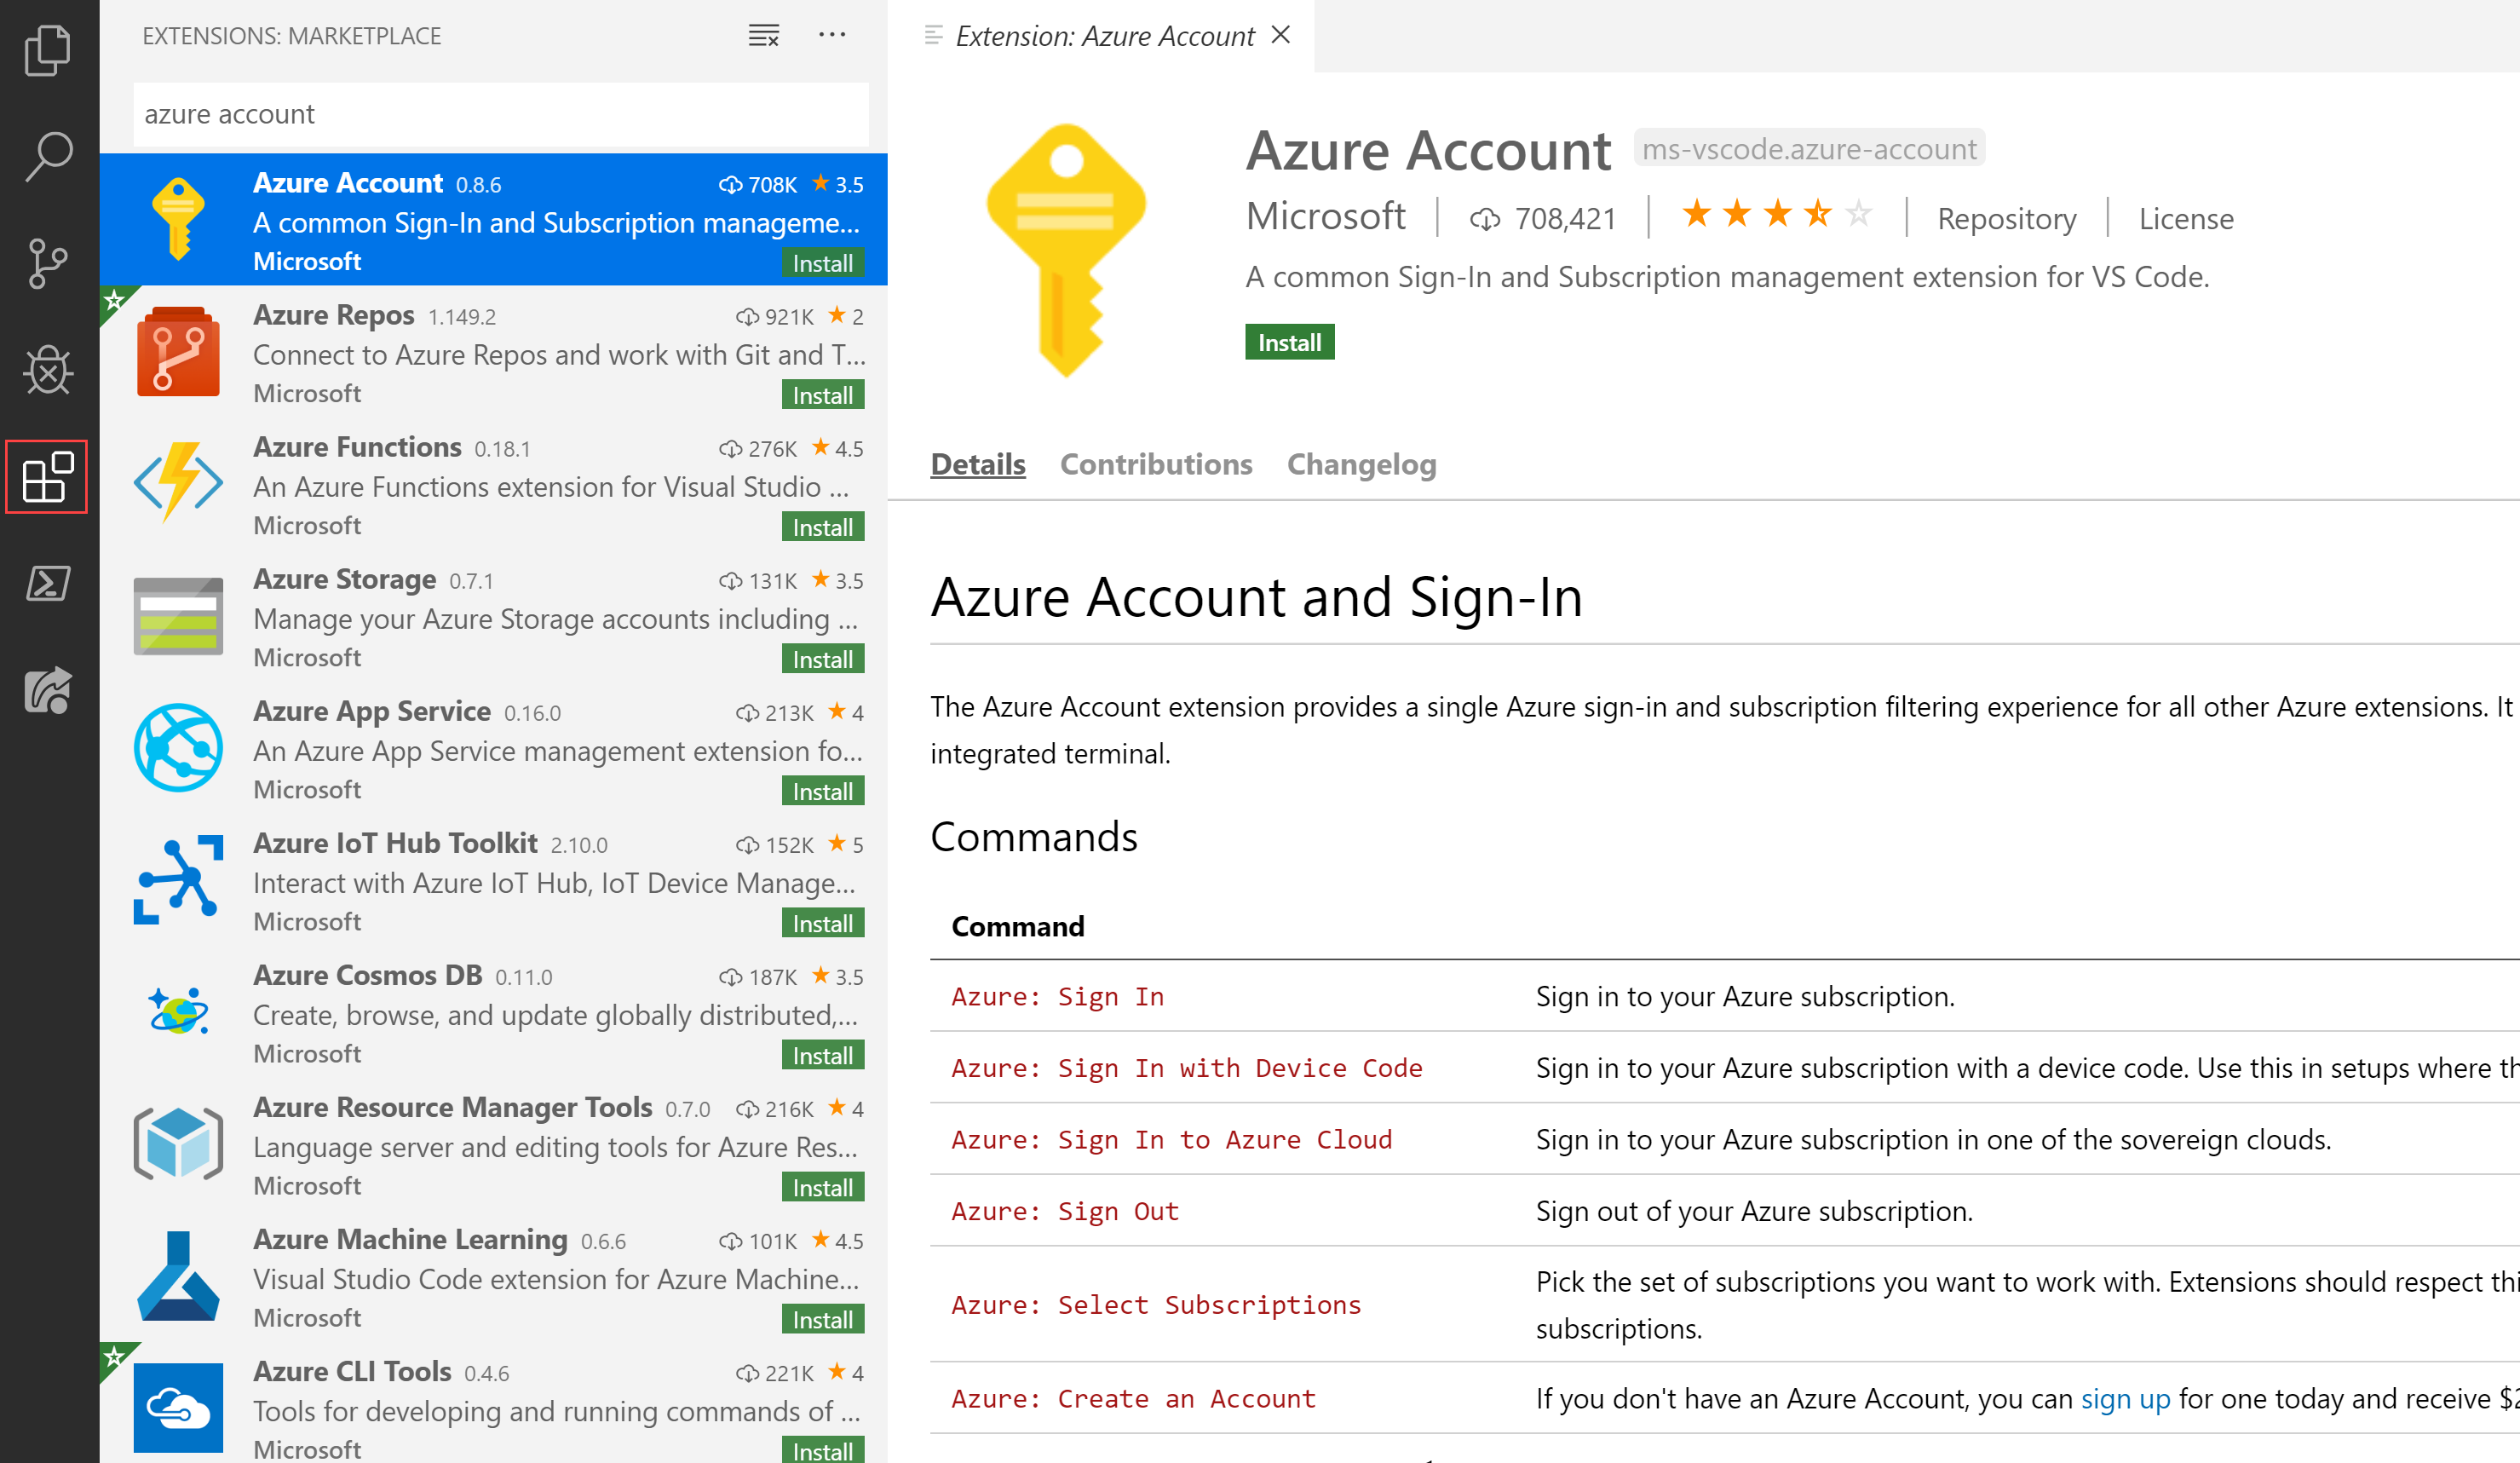 EXTENSIONS: MARKETPLACE
azure account
Azure Account 0.8.6 708K 3.5
A common Sign-In and Subscription manageme...
Microsoft Install
Azure Repos 1.149.2 921K 2
Connect to Azure Repos and work with Git and T...
Microsoft Install
Azure Functions 0.18.1 276K 4.5
An Azure Functions extension for Visual Studio ...
Microsoft Install
Azure Storage 0.7.1 131K 3.5
Manage your Azure Storage accounts including ...
Microsoft Install
Azure App Service 0.16.0 213K 4
An Azure App Service management extension fo...
Microsoft Install
Azure IoT Hub Toolkit 2.10.0 152K 5
Interact with Azure IoT Hub, IoT Device Manage...
Microsoft Install
Azure Cosmos DB 0.11.0 187K 3.5
Create, browse, and update globally distributed,...
Microsoft Install
Azure Resource Manager Tools 0.7.0 216K 4
Language server and editing tools for Azure Res...
Microsoft Install
Azure Machine Learning 0.6.6 101K 4.5
Visual Studio Code extension for Azure Machine...
Microsoft Install
Azure CLI Tools 0.4.6 221K 4
Tools for developing and running commands of ...
Microsoft Install
Extension: Azure Account
Azure Account ms-vscode.azure-account
Microsoft | 708,421 | | Repository | License
A common Sign-In and Subscription management extension for VS Code.
Install
Details Contributions Changelog
Azure Account and Sign-In
The Azure Account extension provides a single Azure sign-in and subscription filtering experience for all other Azure extensions. It
integrated terminal.
Commands
Command
Azure: Sign In Sign in to your Azure subscription.
Azure: Sign In with Device Code Sign in to your Azure subscription with a device code. Use this in setups where th
Azure: Sign In to Azure Cloud Sign in to your Azure subscription in one of the sovereign clouds.
Azure: Sign Out Sign out of your Azure subscription.
Azure: Select Subscriptions Pick the set of subscriptions you want to work with. Extensions should respect thi
subscriptions.
Azure: Create an Account If you don't have an Azure Account, you can sign up for one today and receive $2